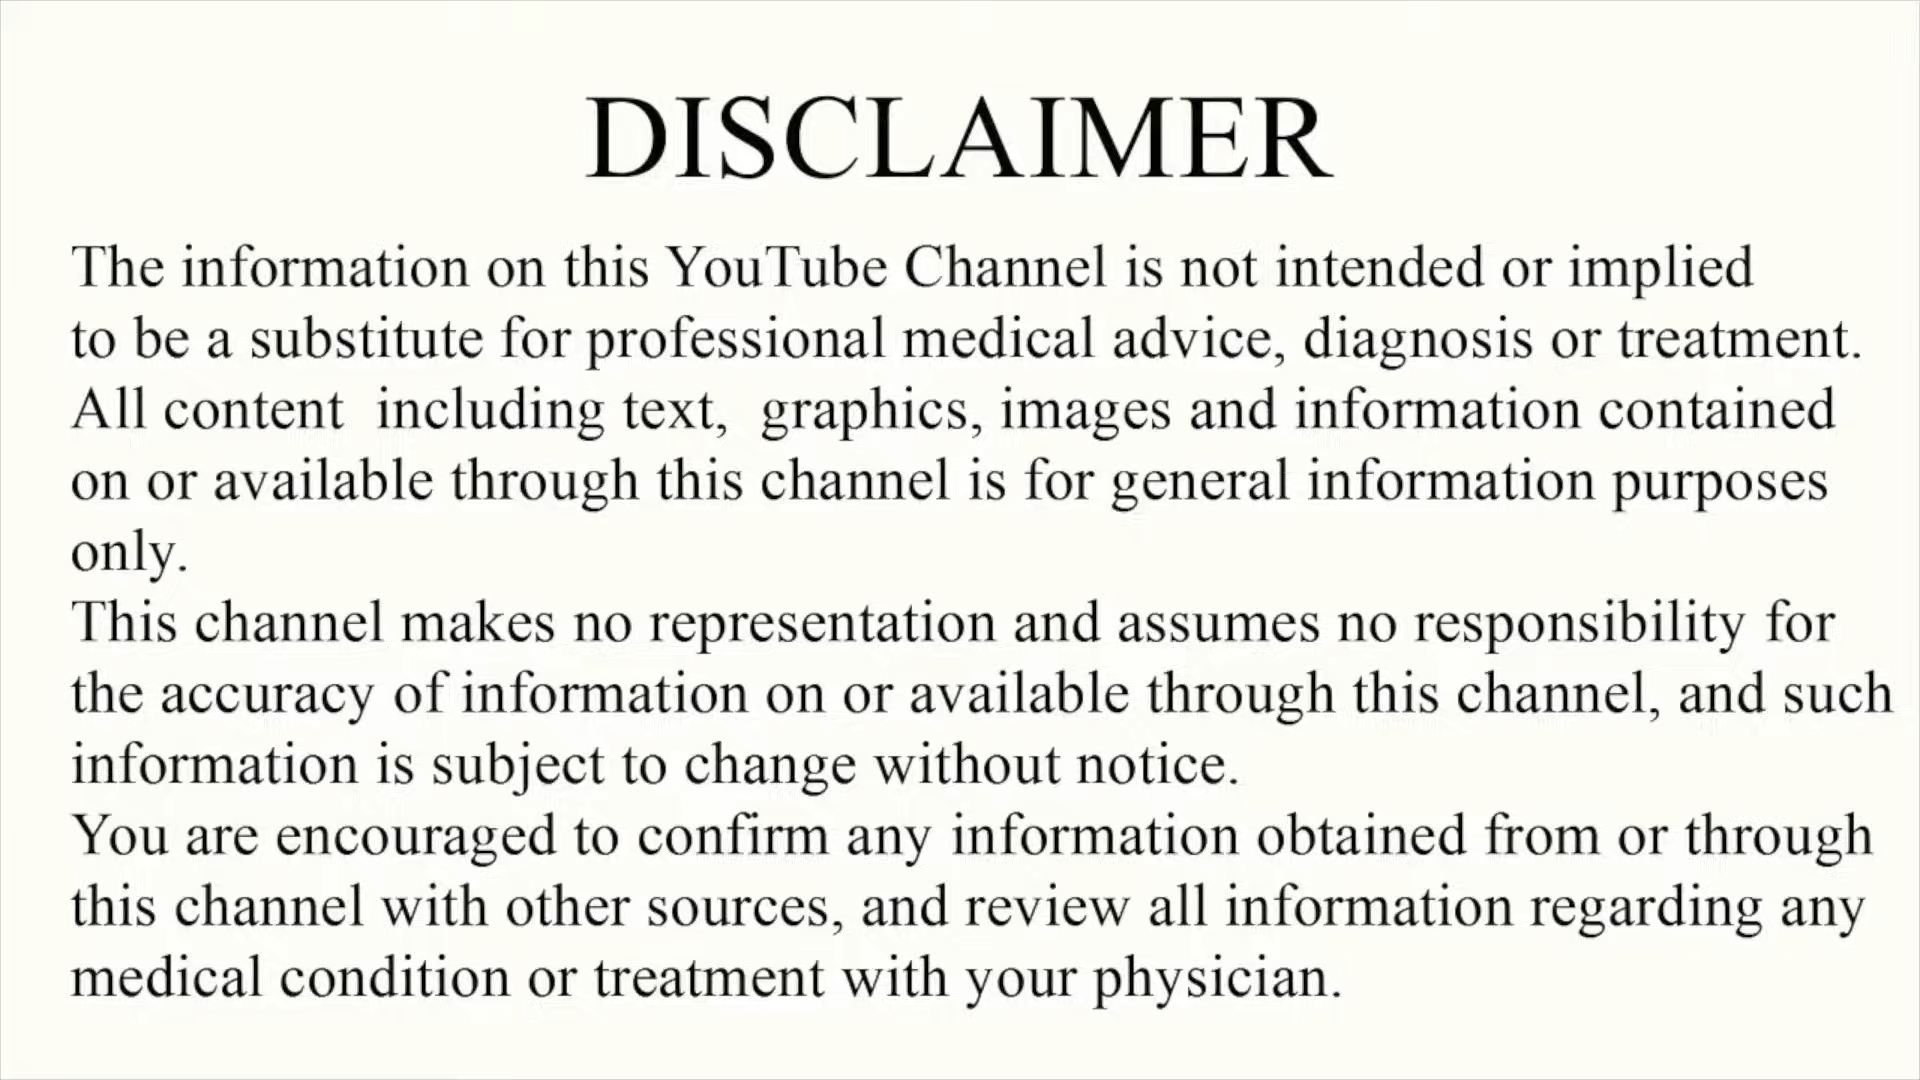 DISCLAIMER
The information on this YouTube Channel is not intended or implied
to be a substitute for professional medical advice, diagnosis or treatment.
All content  including text,  graphics, images and information contained
on or available through this channel is for general information purposes
only.
This channel makes no representation and assumes no responsibility for
the accuracy of information on or available through this channel, and such
information is subject to change without notice.
You are encouraged to confirm any information obtained from or through
this channel with other sources, and review all information regarding any
medical condition or treatment with your physician.